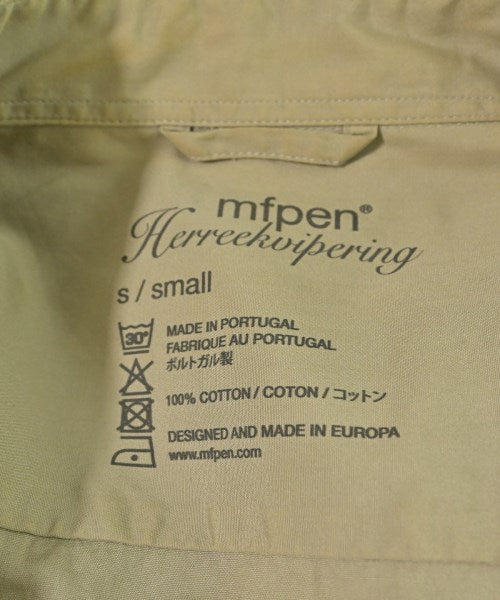 mfpen®
Herreekvipering
s / small
30°
MADE IN PORTUGAL
FABRIQUE AU PORTUGAL
ポルトガル製
100% COTTON / COTON / コットン
DESIGNED AND MADE IN EUROPA
www.mfpen.com